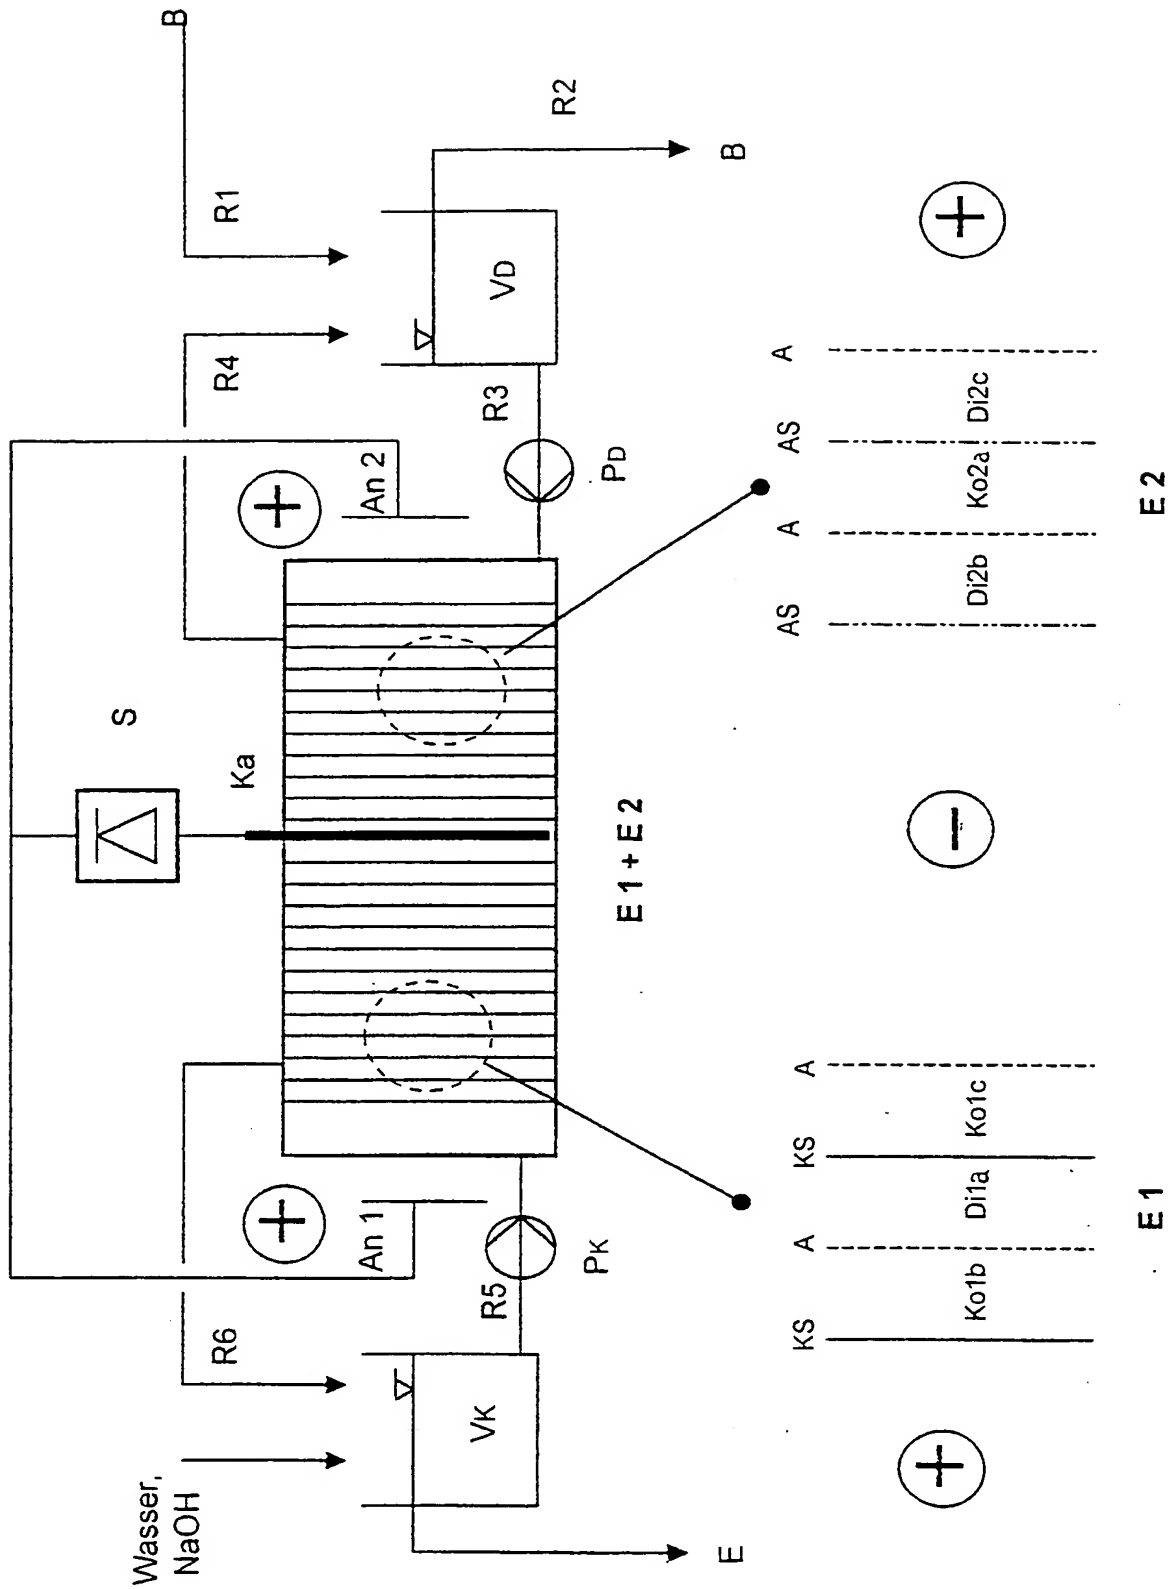 B
R1
R2
B
R4
VD
R3
PD
An 2
S
Ka
E 1 + E 2
An 1
PK
R5
R6
VK
Wasser,
NaOH
E
A
AS
A
AS
Di2c
Ko2a
Di2b
E 2
A
KS
A
KS
Ko1c
Di1a
Ko1b
E 1
+
+
+
−
+